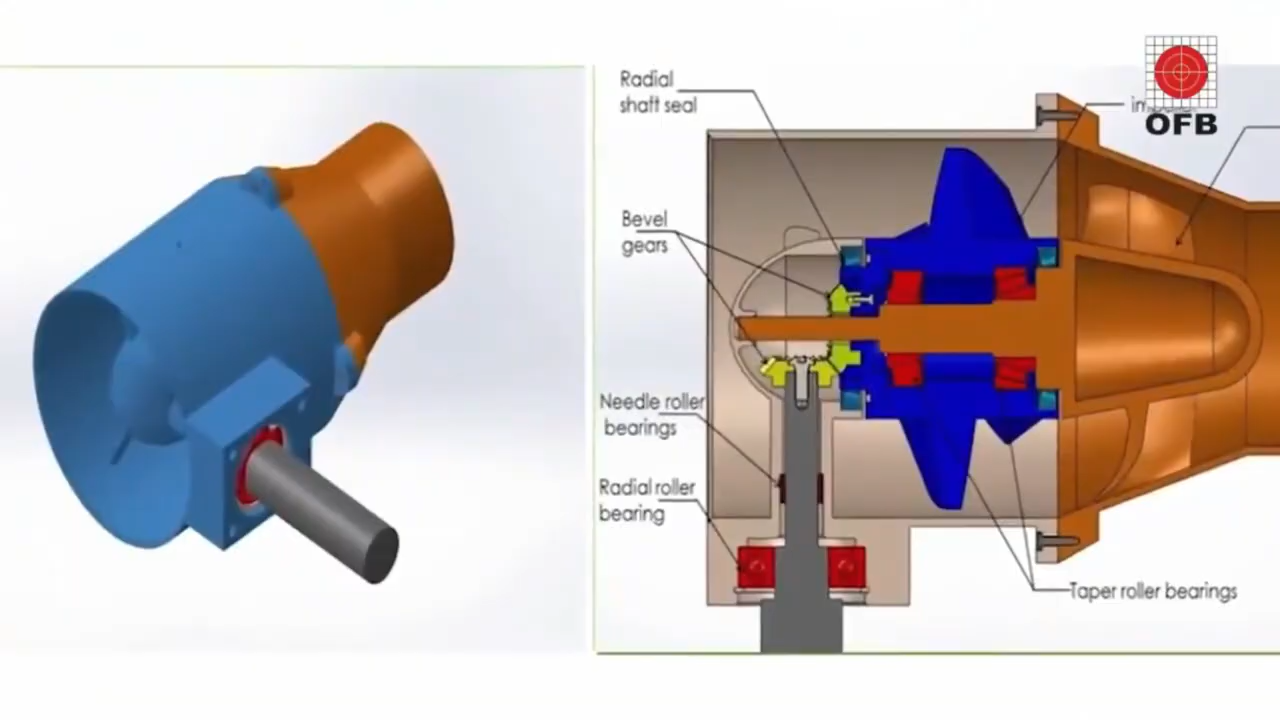 Radial
shaft seal
OFB
Bevel
gears
Needle roller
bearings
Radial roller
bearing
Taper roller bearings